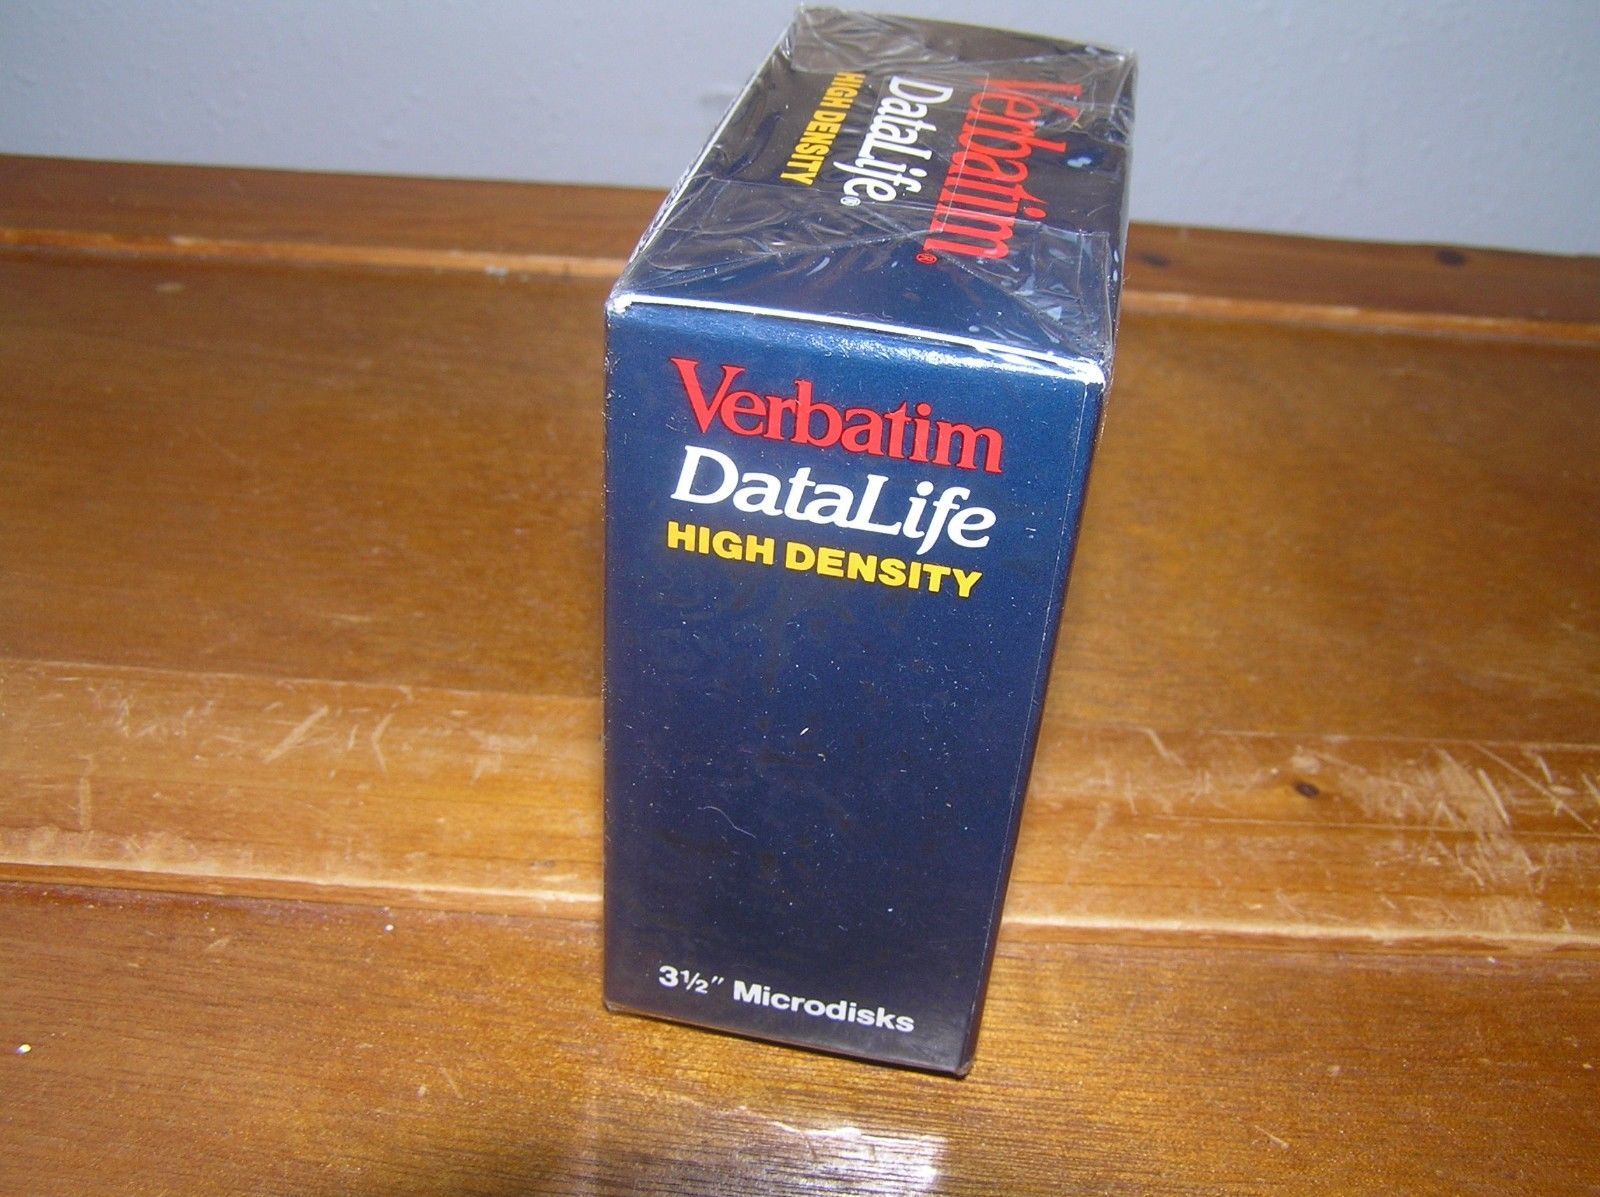 Verbatim®
DataLife®
HIGH DENSITY
Verbatim
DataLife
HIGH DENSITY
3½" Microdisks